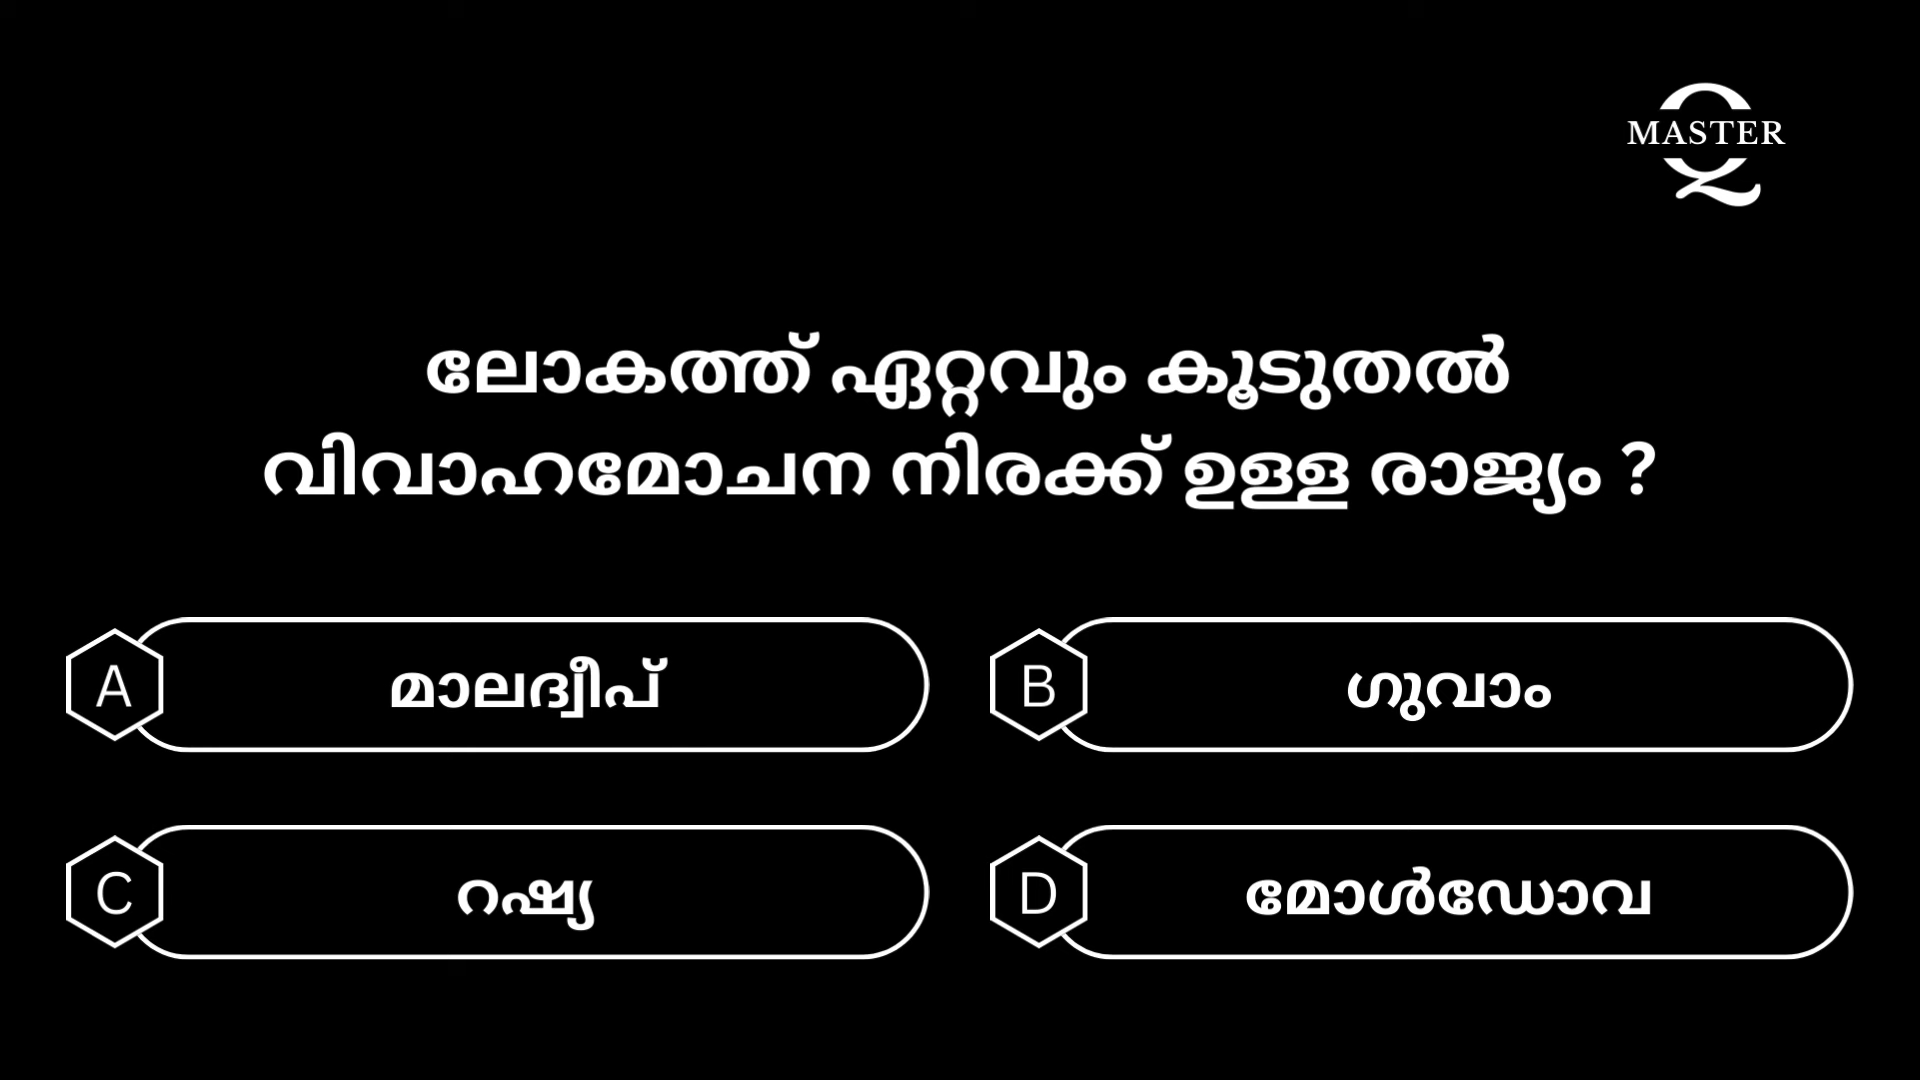 MASTER
Q
ലോകത്ത് ഏറ്റവും കൂടുതൽ
വിവാഹമോചന നിരക്ക് ഉള്ള രാജ്യം ?
A മാലദ്വീപ്
B ഗുവാം
C റഷ്യ
D മോൾഡോവ